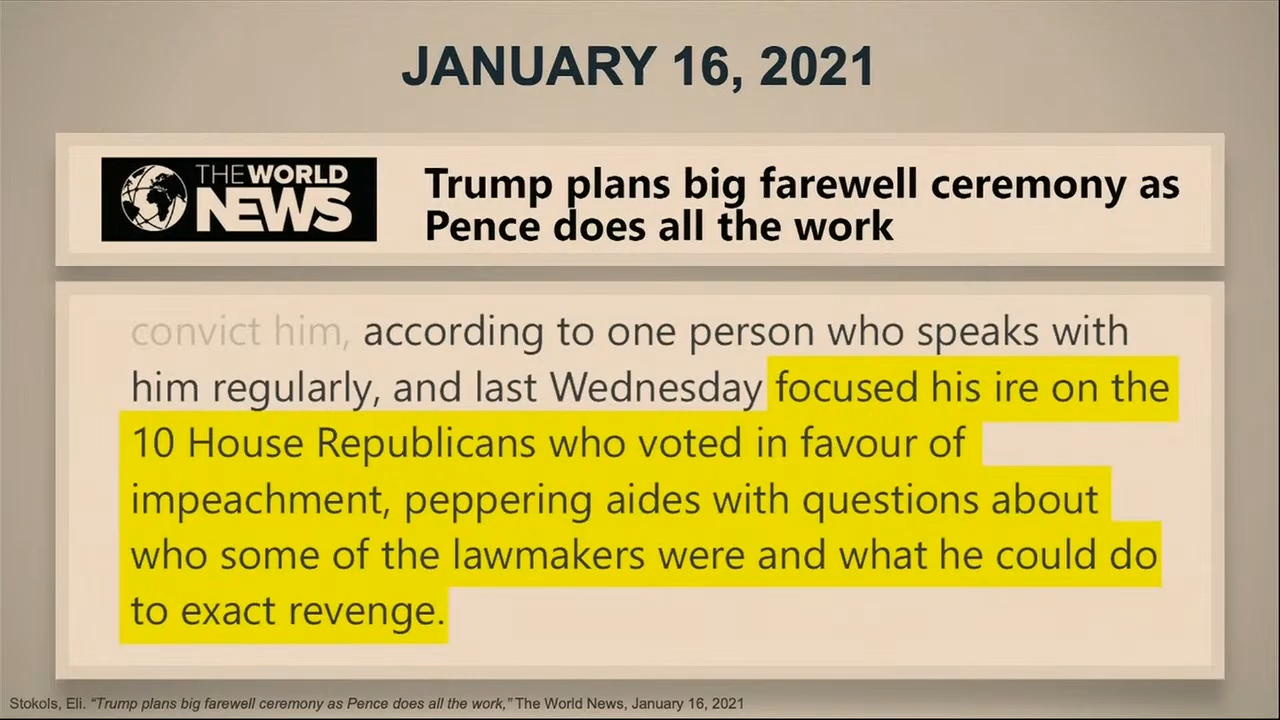 JANUARY 16, 2021
THE WORLD
NEWS
Trump plans big farewell ceremony as
Pence does all the work
convict him, according to one person who speaks with
him regularly, and last Wednesday focused his ire on the
10 House Republicans who voted in favour of
impeachment, peppering aides with questions about
who some of the lawmakers were and what he could do
to exact revenge.
Stokols, Eli. “Trump plans big farewell ceremony as Pence does all the work,” The World News, January 16, 2021